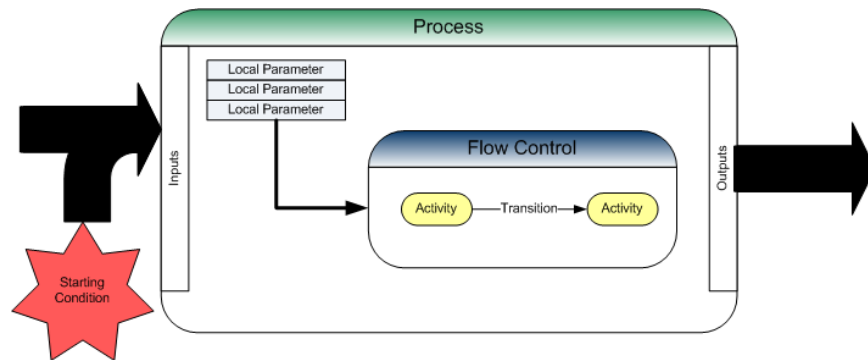 Process
Local Parameter
Local Parameter
Local Parameter
Inputs
Flow Control
Activity
Transition
Activity
Outputs
Starting
Condition